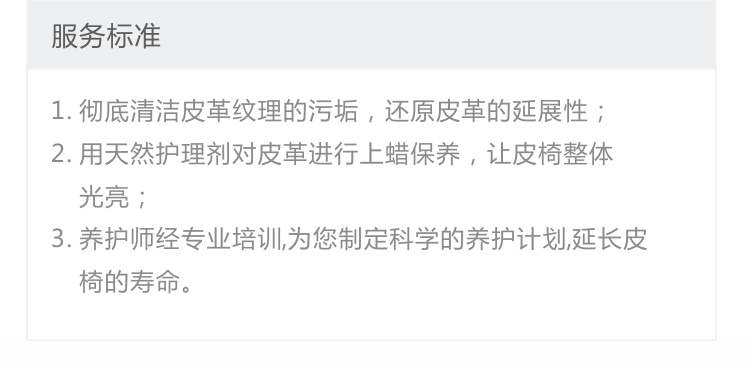 服务标准
1. 彻底清洁皮革纹理的污垢，还原皮革的延展性；
2. 用天然护理剂对皮革进行上蜡保养，让皮椅整体
光亮；
3. 养护师经专业培训,为您制定科学的养护计划,延长皮
椅的寿命。